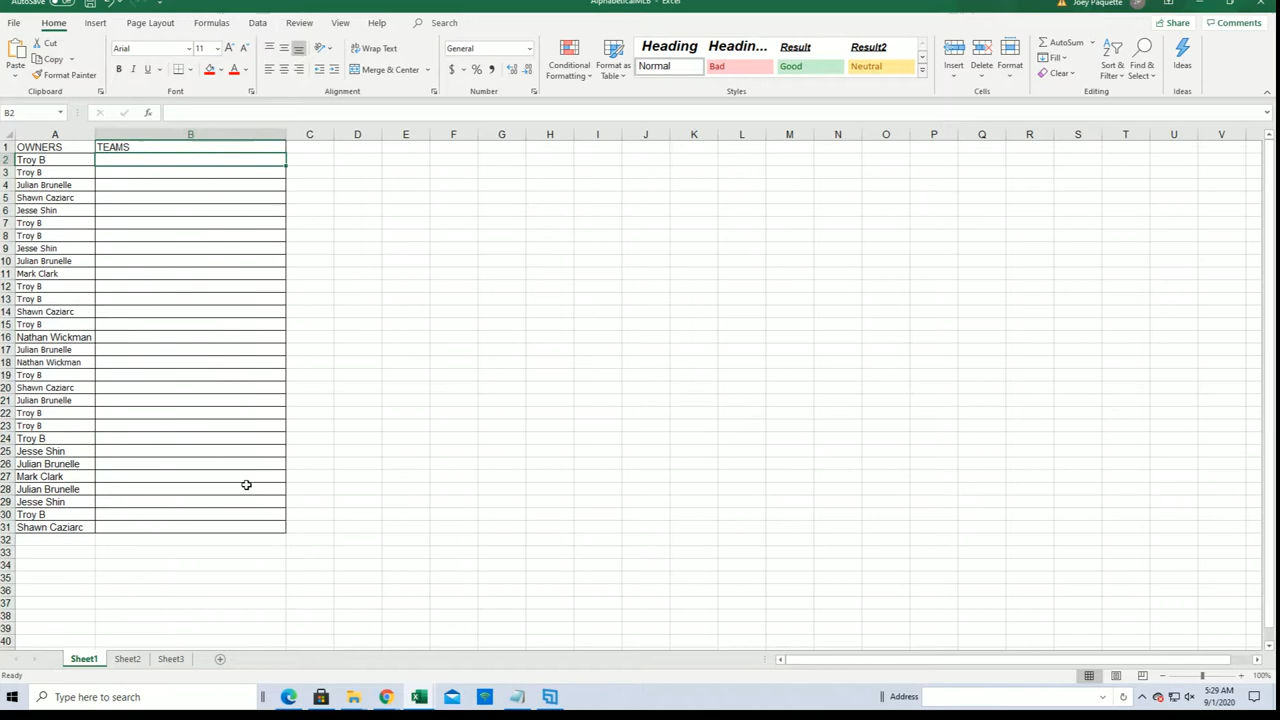 AutoSave Off AlphabeticalMLB - Excel Joey Paquette JP
File Home Insert Page Layout Formulas Data Review View Help Search Share Comments
Paste Cut Copy Format Painter Clipboard
Arial 11 A A B I U A Font
Wrap Text Merge & Center Alignment
General $ % , Number
Conditional Formatting Format as Table
Heading Headin... Result Result2
Normal Bad Good Neutral
Styles
Insert Delete Format Cells
AutoSum Fill Clear Sort & Filter Find & Select Editing
Ideas Ideas
B2 fx
A B C D E F G H I J K L M N O P Q R S T U V
1 OWNERS TEAMS
2 Troy B
3 Troy B
4 Julian Brunelle
5 Shawn Caziarc
6 Jesse Shin
7 Troy B
8 Troy B
9 Jesse Shin
10 Julian Brunelle
11 Mark Clark
12 Troy B
13 Troy B
14 Shawn Caziarc
15 Troy B
16 Nathan Wickman
17 Julian Brunelle
18 Nathan Wickman
19 Troy B
20 Shawn Caziarc
21 Julian Brunelle
22 Troy B
23 Troy B
24 Troy B
25 Jesse Shin
26 Julian Brunelle
27 Mark Clark
28 Julian Brunelle
29 Jesse Shin
30 Troy B
31 Shawn Caziarc
32
33
34
35
36
37
38
39
40
Sheet1 Sheet2 Sheet3
Ready 100%
Type here to search Address 5:29 AM
9/1/2020